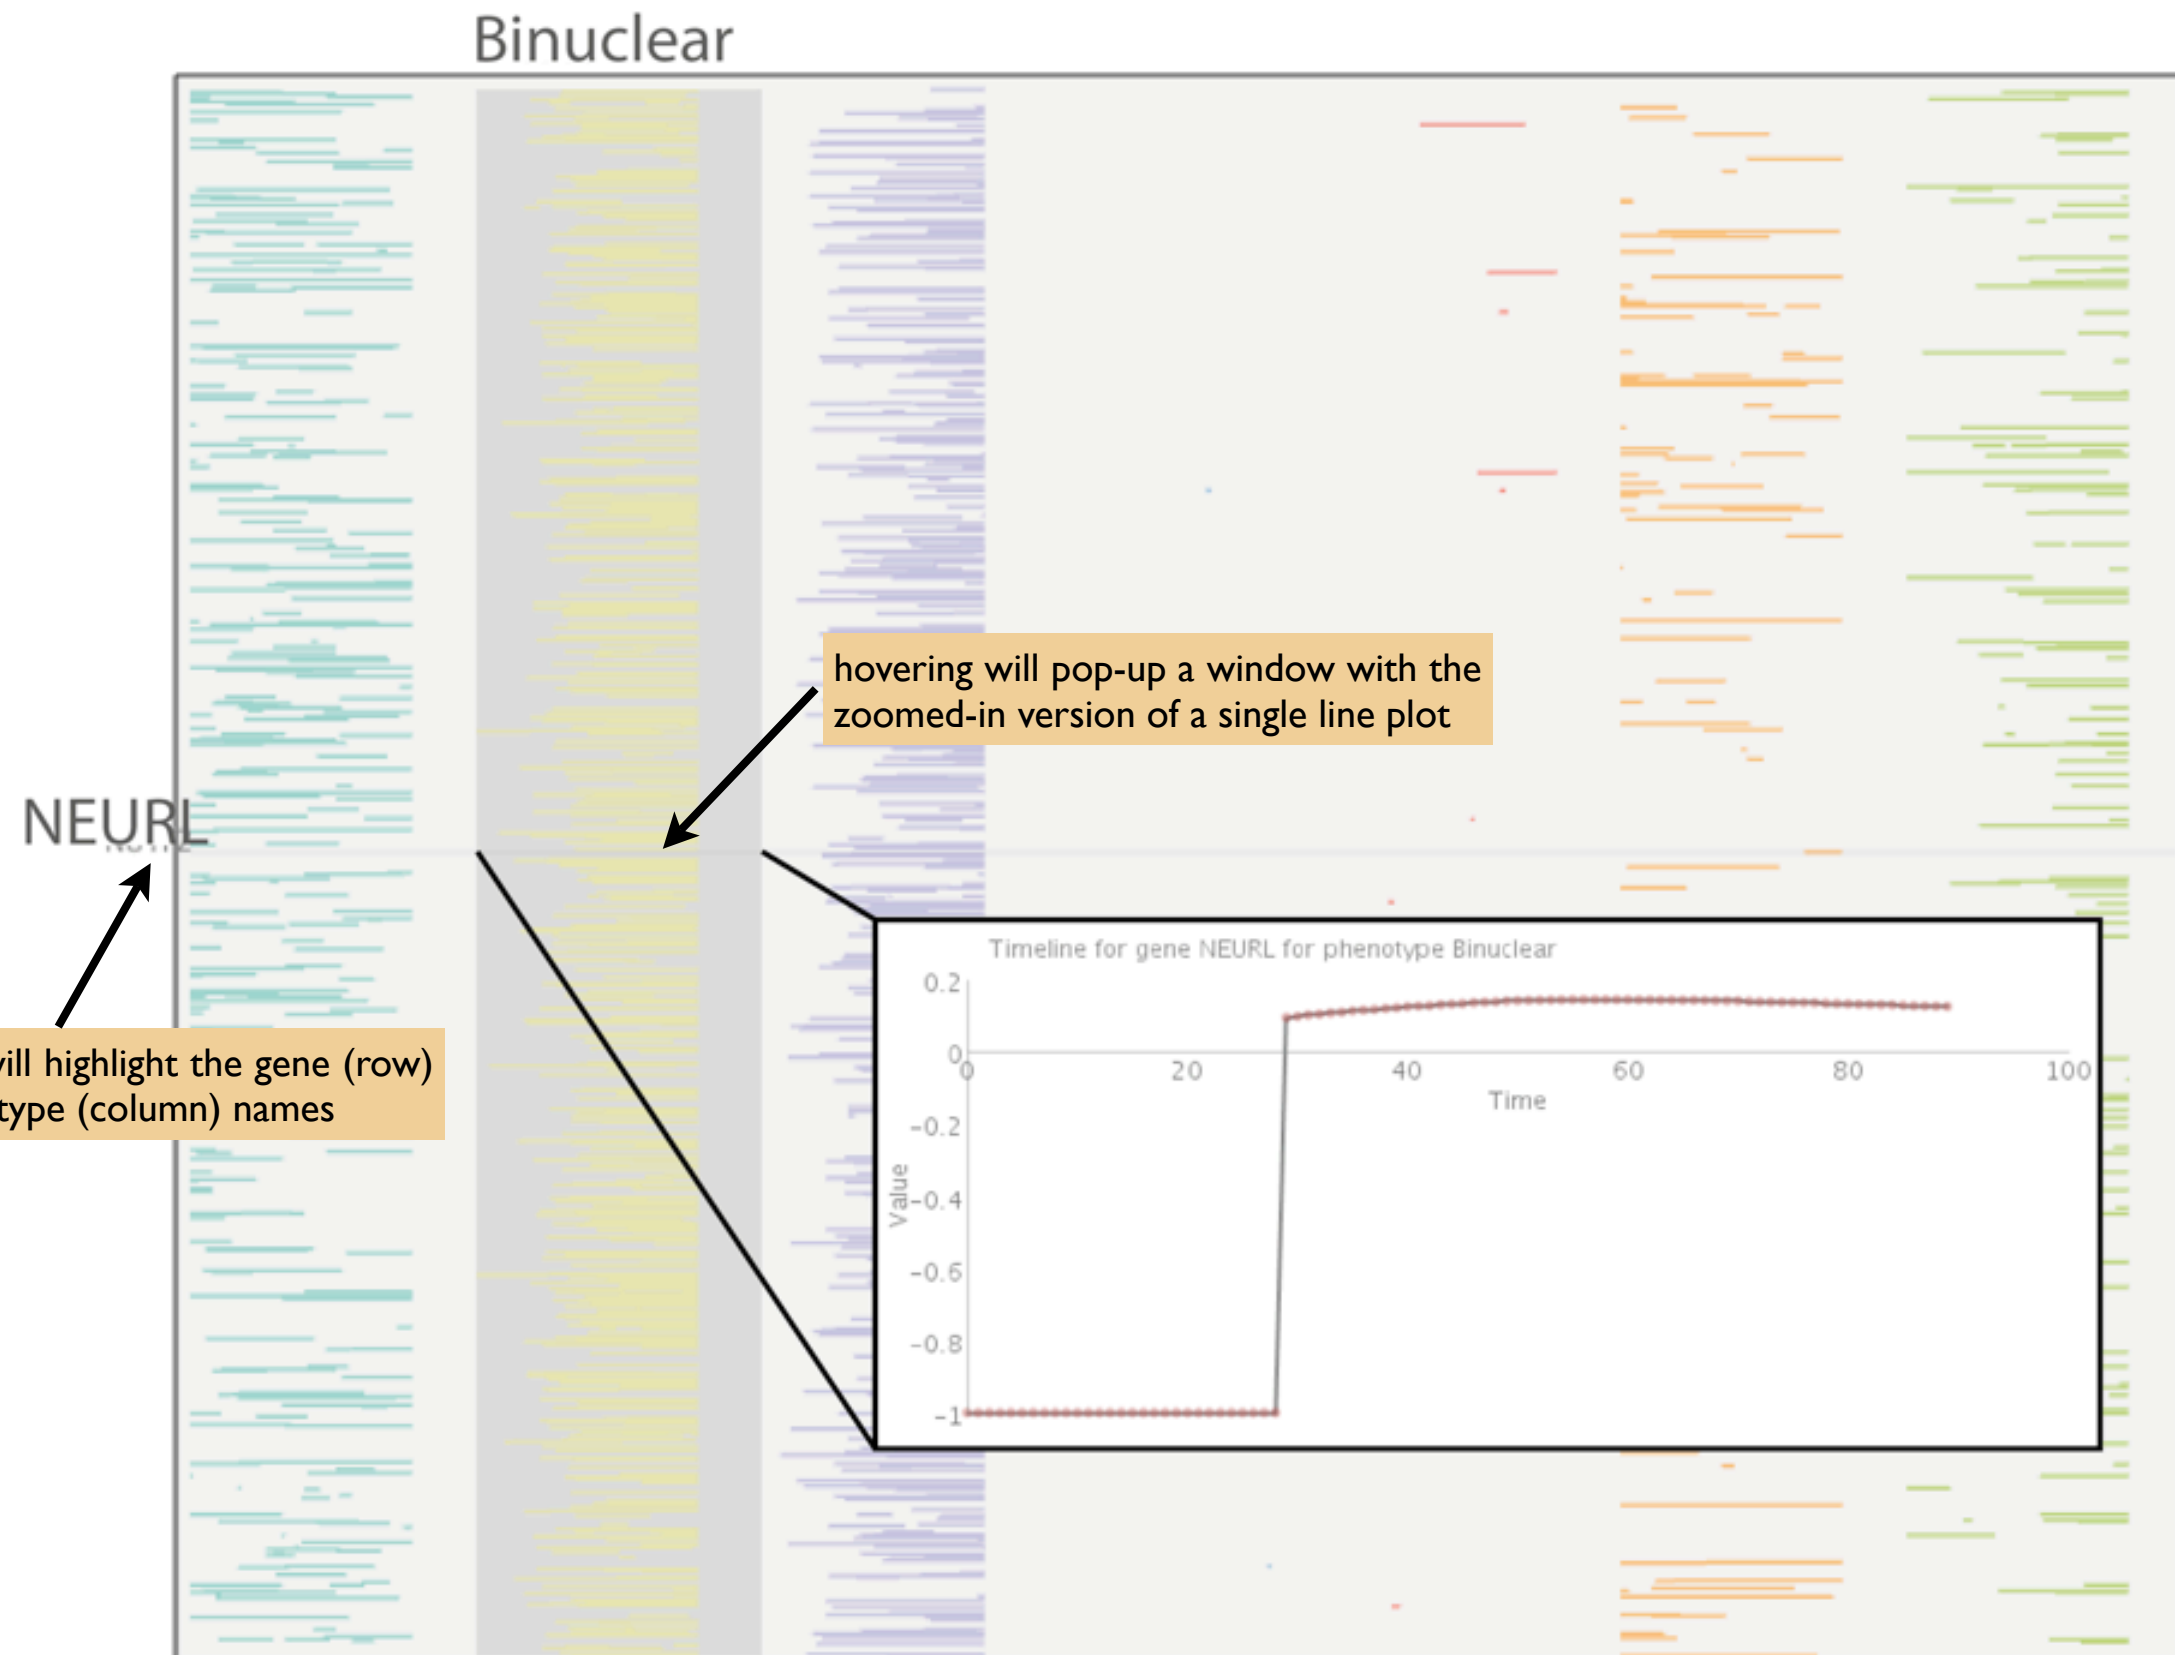 Binuclear
hovering will pop-up a window with the
zoomed-in version of a single line plot
NEURL
will highlight the gene (row)
type (column) names
Timeline for gene NEURL for phenotype Binuclear
0.2
0
-0.2
-0.4
-0.6
-0.8
-1
Value
0 20 40 60 80 100
Time